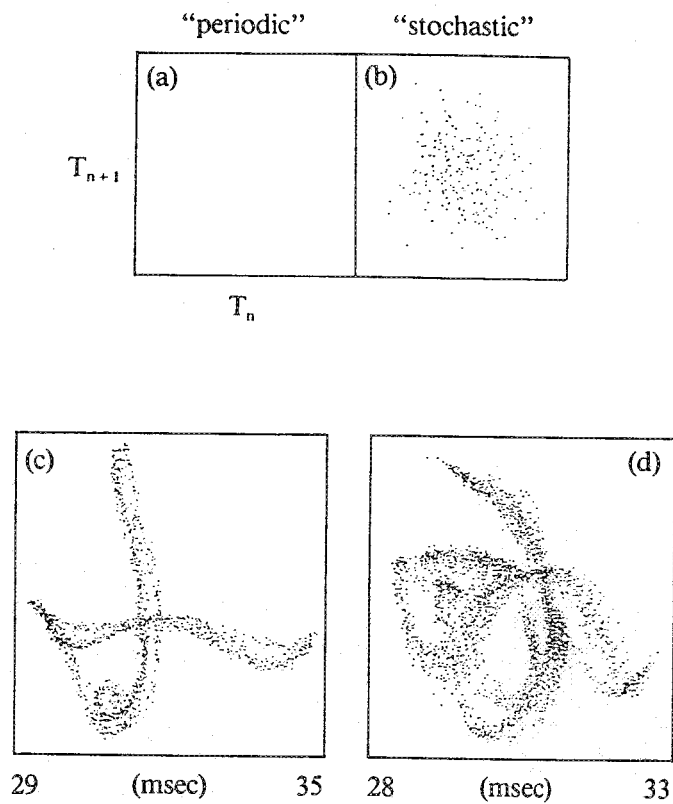 “periodic” “stochastic”
(a) (b)
T_{n+1}
T_n
(c) (d)
29 (msec) 35 28 (msec) 33